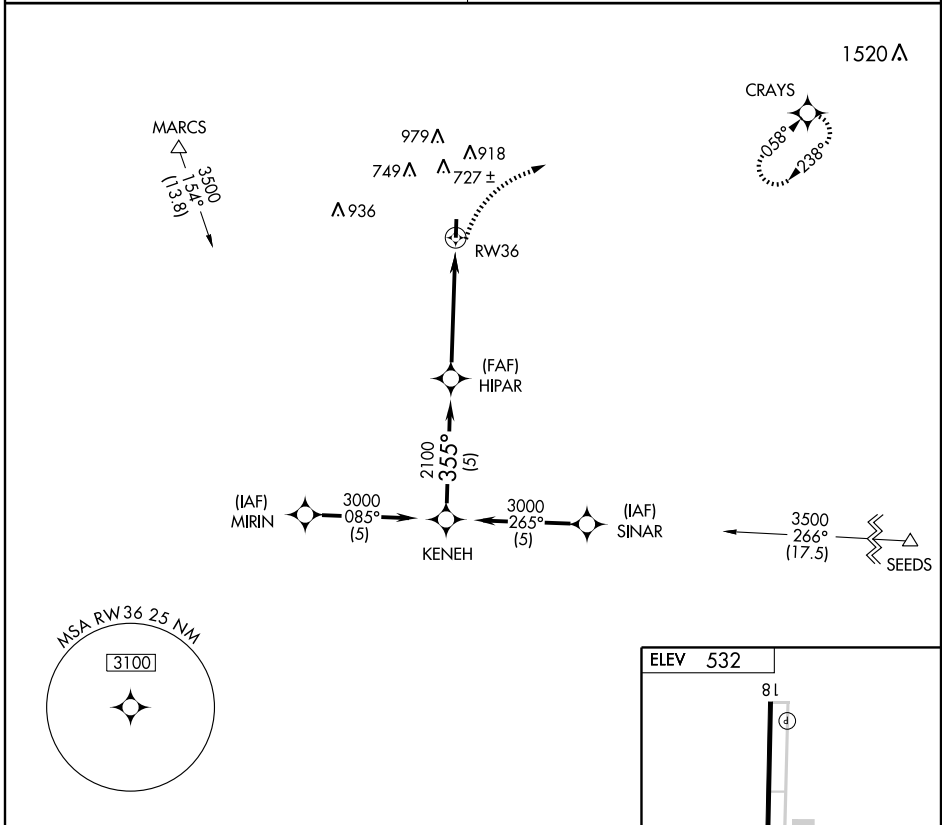 1520
CRAYS
058°
238°
MARCS
3500
154°
(13.8)
979
918
749
727 ±
936
RW36
(FAF)
HIPAR
2100
355°
(5)
(IAF)
MIRIN
3000
085°
(5)
KENEH
3000
265°
(5)
(IAF)
SINAR
3500
266°
(17.5)
SEEDS
MSA RW36 25 NM
3100
ELEV 532
18
P